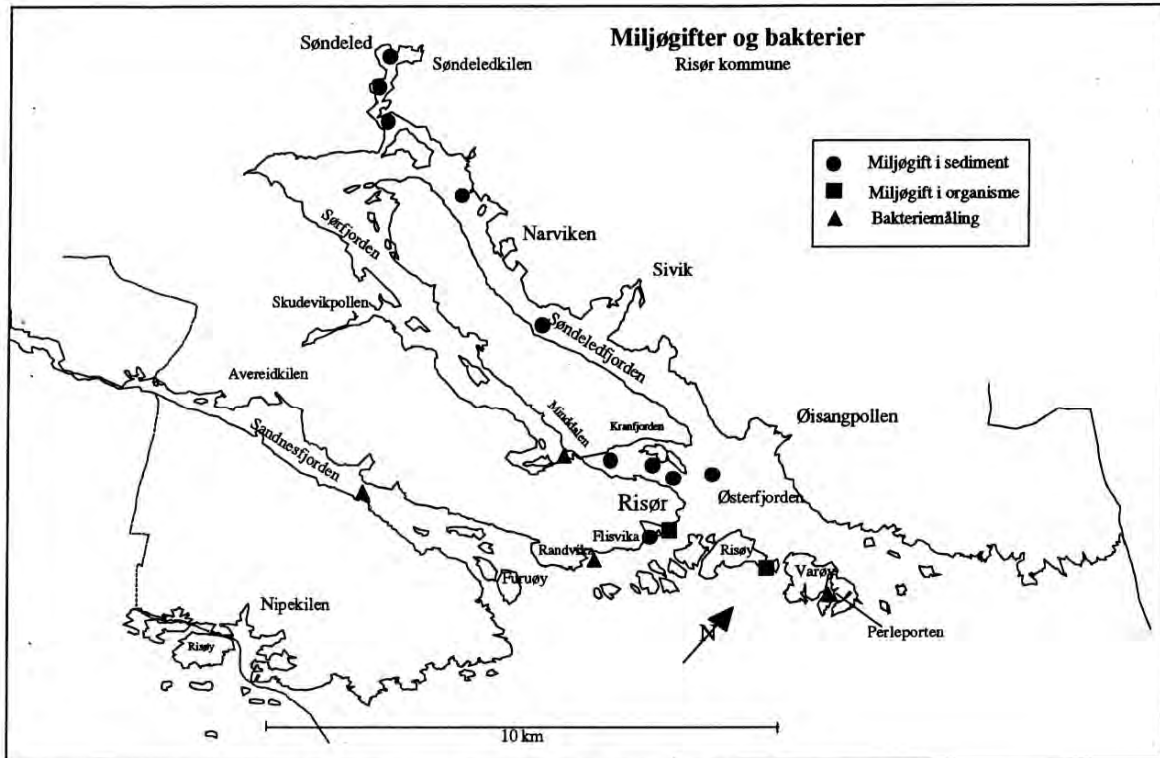 Miljøgifter og bakterier
Risør kommune
Søndeled
Søndeledkilen
Miljøgift i sediment
Miljøgift i organisme
Bakteriemåling
Sørfjorden
Narviken
Sivik
Skudevikpollen
Søndeledfjorden
Avereidkilen
Minddalen
Kranfjorden
Øisangpollen
Sandnesfjorden
Risør
Østerfjorden
Flisvika
Randvika
Risøy
Furuøy
Varøy
Nipekilen
N
Perleporten
Risøy
10 km